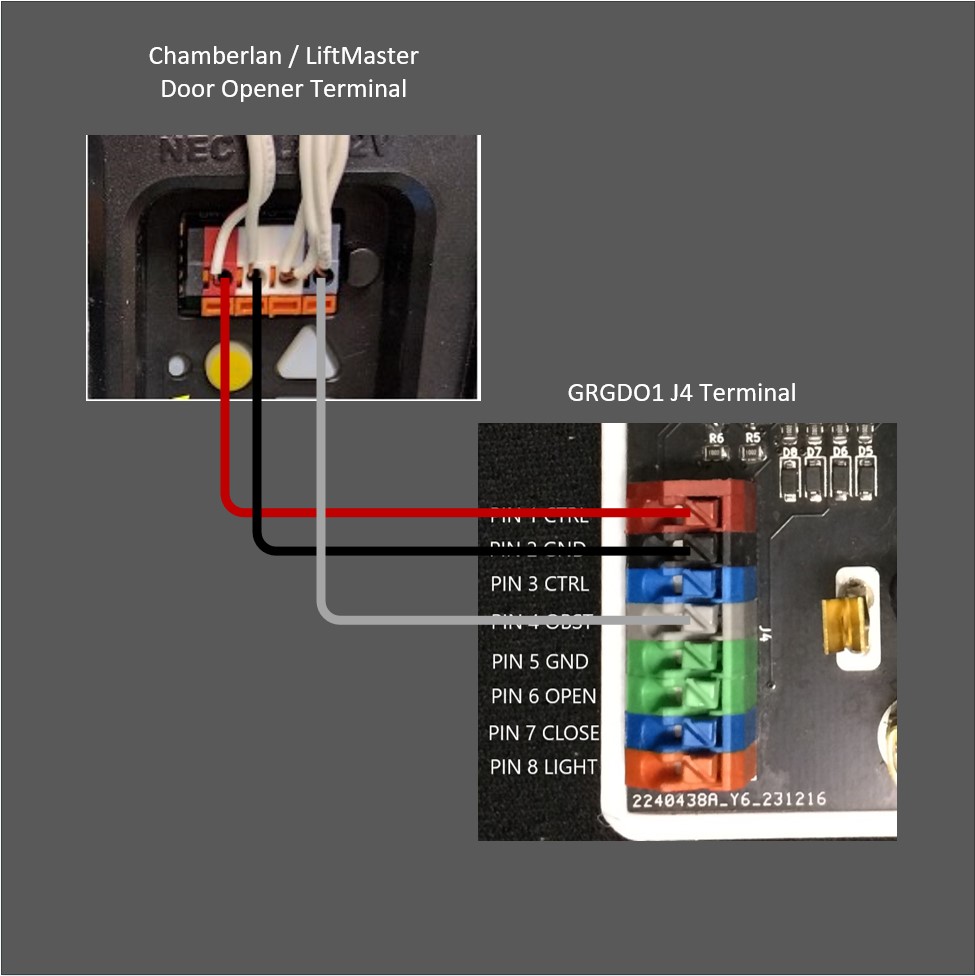 Chamberlan / LiftMaster
Door Opener Terminal
GRGDO1 J4 Terminal
R6 R5
D8 D7 D6 D5
PIN 1 CTRL
PIN 2 GND
PIN 3 CTRL
PIN 4 OBST
J4
PIN 5 GND
PIN 6 OPEN
PIN 7 CLOSE
PIN 8 LIGHT
2240438A_Y6_231216